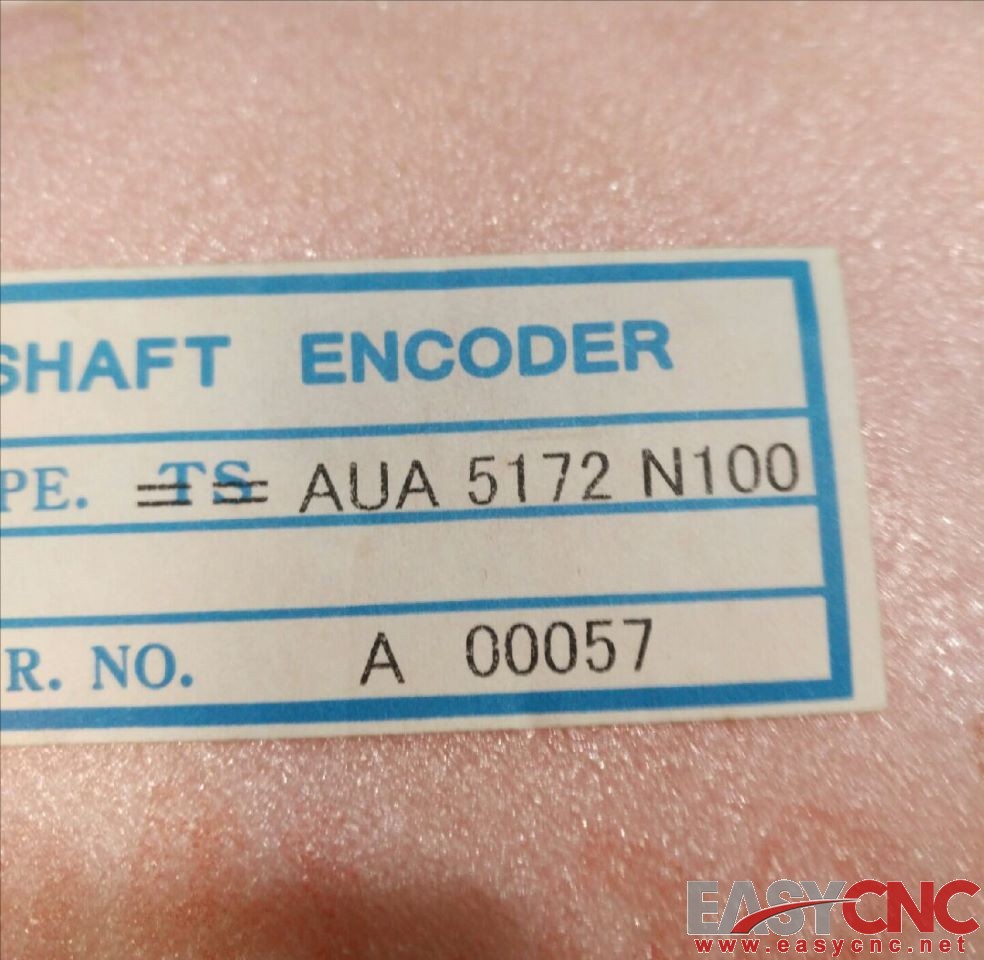 SHAFT ENCODER
PE. TS AUA 5172 N100
R. NO. A 00057
EASYCNC
www.easycnc.net